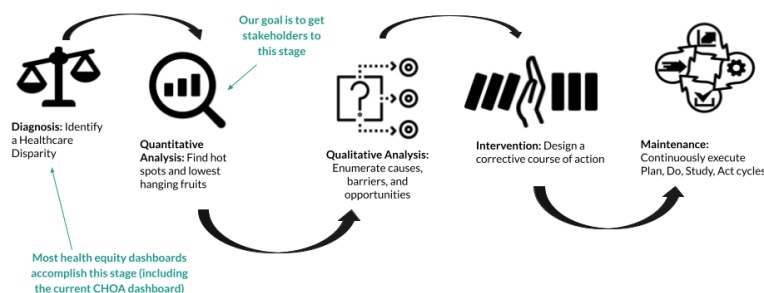 Our goal is to get
stakeholders to
this stage
Diagnosis: Identify
a Healthcare
Disparity
Quantitative
Analysis: Find hot
spots and lowest
hanging fruits
Qualitative Analysis:
Enumerate causes,
barriers, and
opportunities
Intervention: Design a
corrective course of action
Maintenance:
Continuously execute
Plan, Do, Study, Act cycles
Most health equity dashboards
accomplish this stage (including
the current CHOA dashboard)